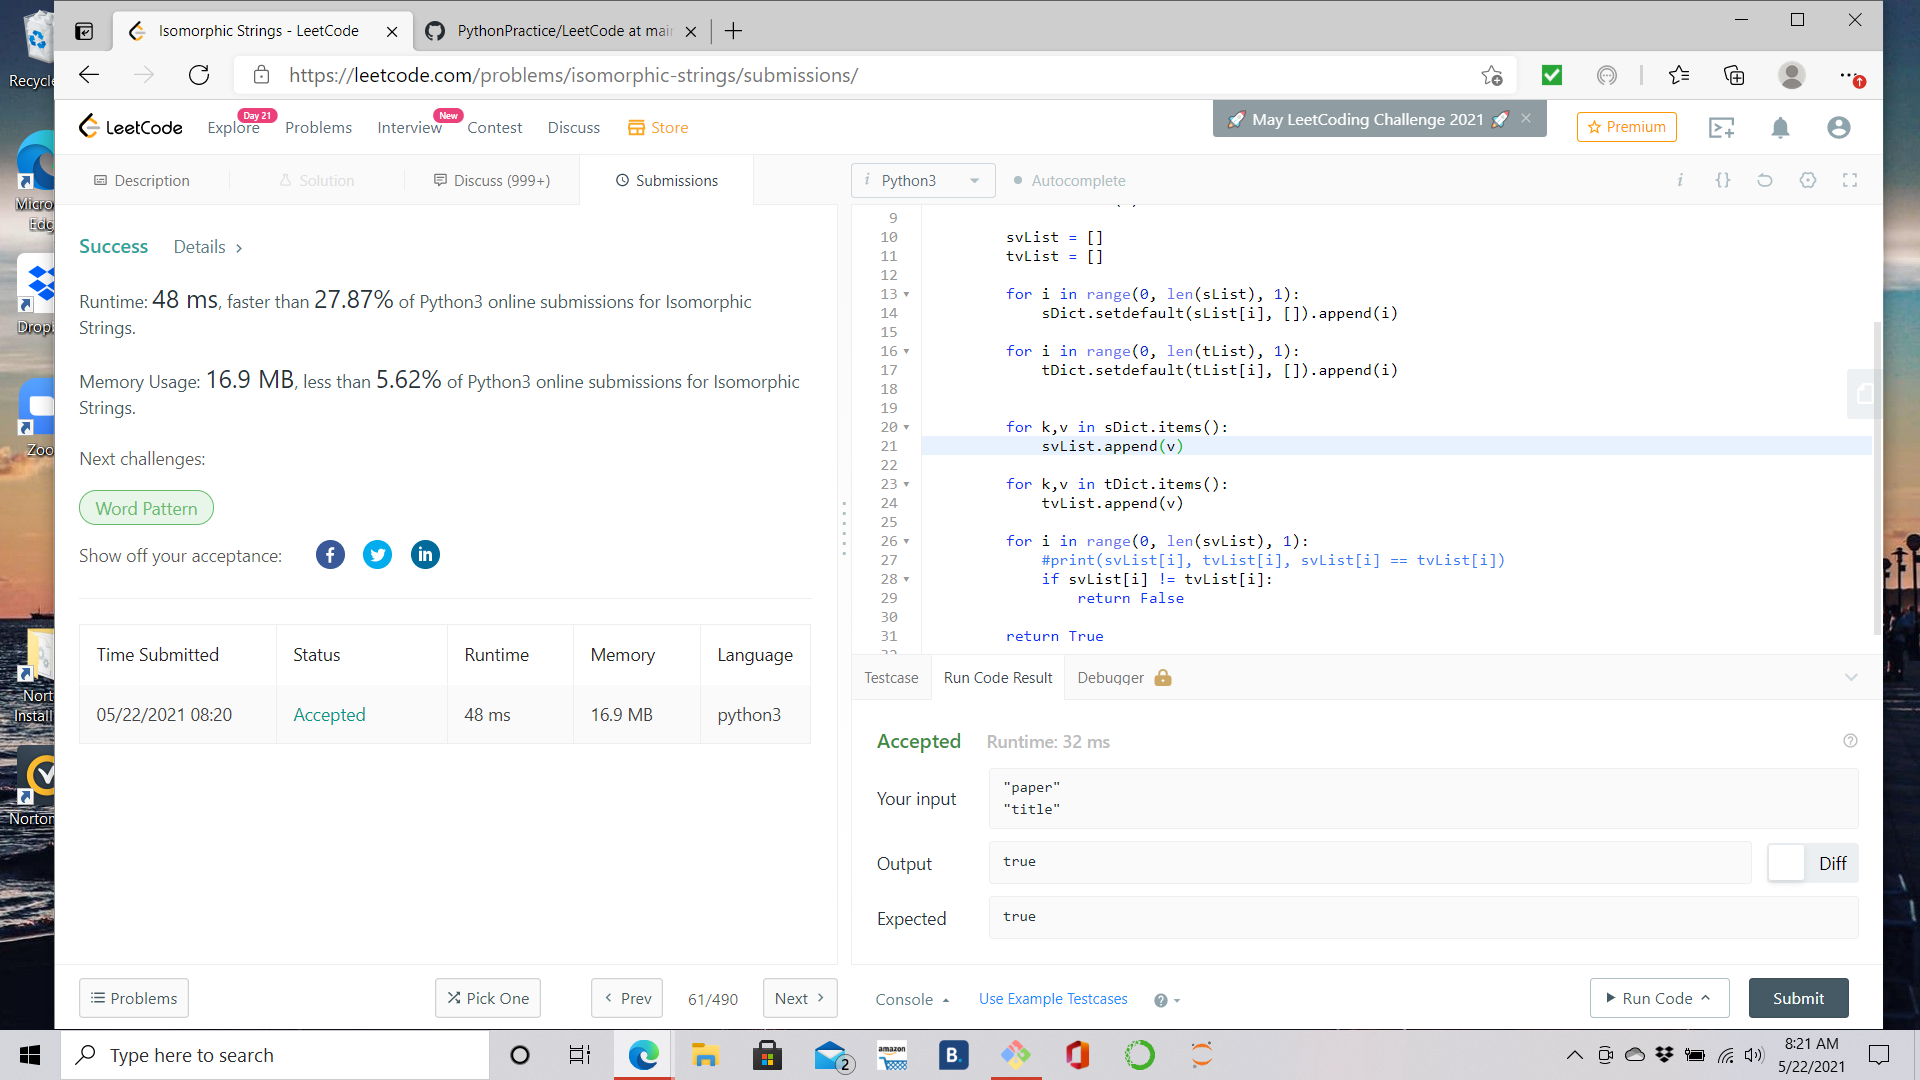 Isomorphic Strings - LeetCode
PythonPractice/LeetCode at mai
Recycle
https://leetcode.com/problems/isomorphic-strings/submissions/
LeetCode
Explore
Day 21
Problems
Interview
New
Contest
Discuss
Store
🚀 May LeetCoding Challenge 2021 🚀
Premium
Description
Solution
Discuss (999+)
Submissions
i Python3
Autocomplete
Micro
Edg
Success
Details >
Runtime: 48 ms, faster than 27.87% of Python3 online submissions for Isomorphic
Strings.
Memory Usage: 16.9 MB, less than 5.62% of Python3 online submissions for Isomorphic
Strings.
Next challenges:
Word Pattern
Show off your acceptance:
Time Submitted Status Runtime Memory Language
05/22/2021 08:20 Accepted 48 ms 16.9 MB python3
Drop
Zoo
Nort
Install
Norton
9
10 svList = []
11 tvList = []
12
13 for i in range(0, len(sList), 1):
14 sDict.setdefault(sList[i], []).append(i)
15
16 for i in range(0, len(tList), 1):
17 tDict.setdefault(tList[i], []).append(i)
18
19
20 for k,v in sDict.items():
21 svList.append(v)
22
23 for k,v in tDict.items():
24 tvList.append(v)
25
26 for i in range(0, len(svList), 1):
27 #print(svList[i], tvList[i], svList[i] == tvList[i])
28 if svList[i] != tvList[i]:
29 return False
30
31 return True
Testcase
Run Code Result
Debugger
Accepted Runtime: 32 ms
Your input
"paper"
"title"
Output true
Diff
Expected true
Problems
Pick One
< Prev
61/490
Next >
Console
Use Example Testcases
Run Code
Submit
Type here to search
2
amazon
B.
8:21 AM
5/22/2021